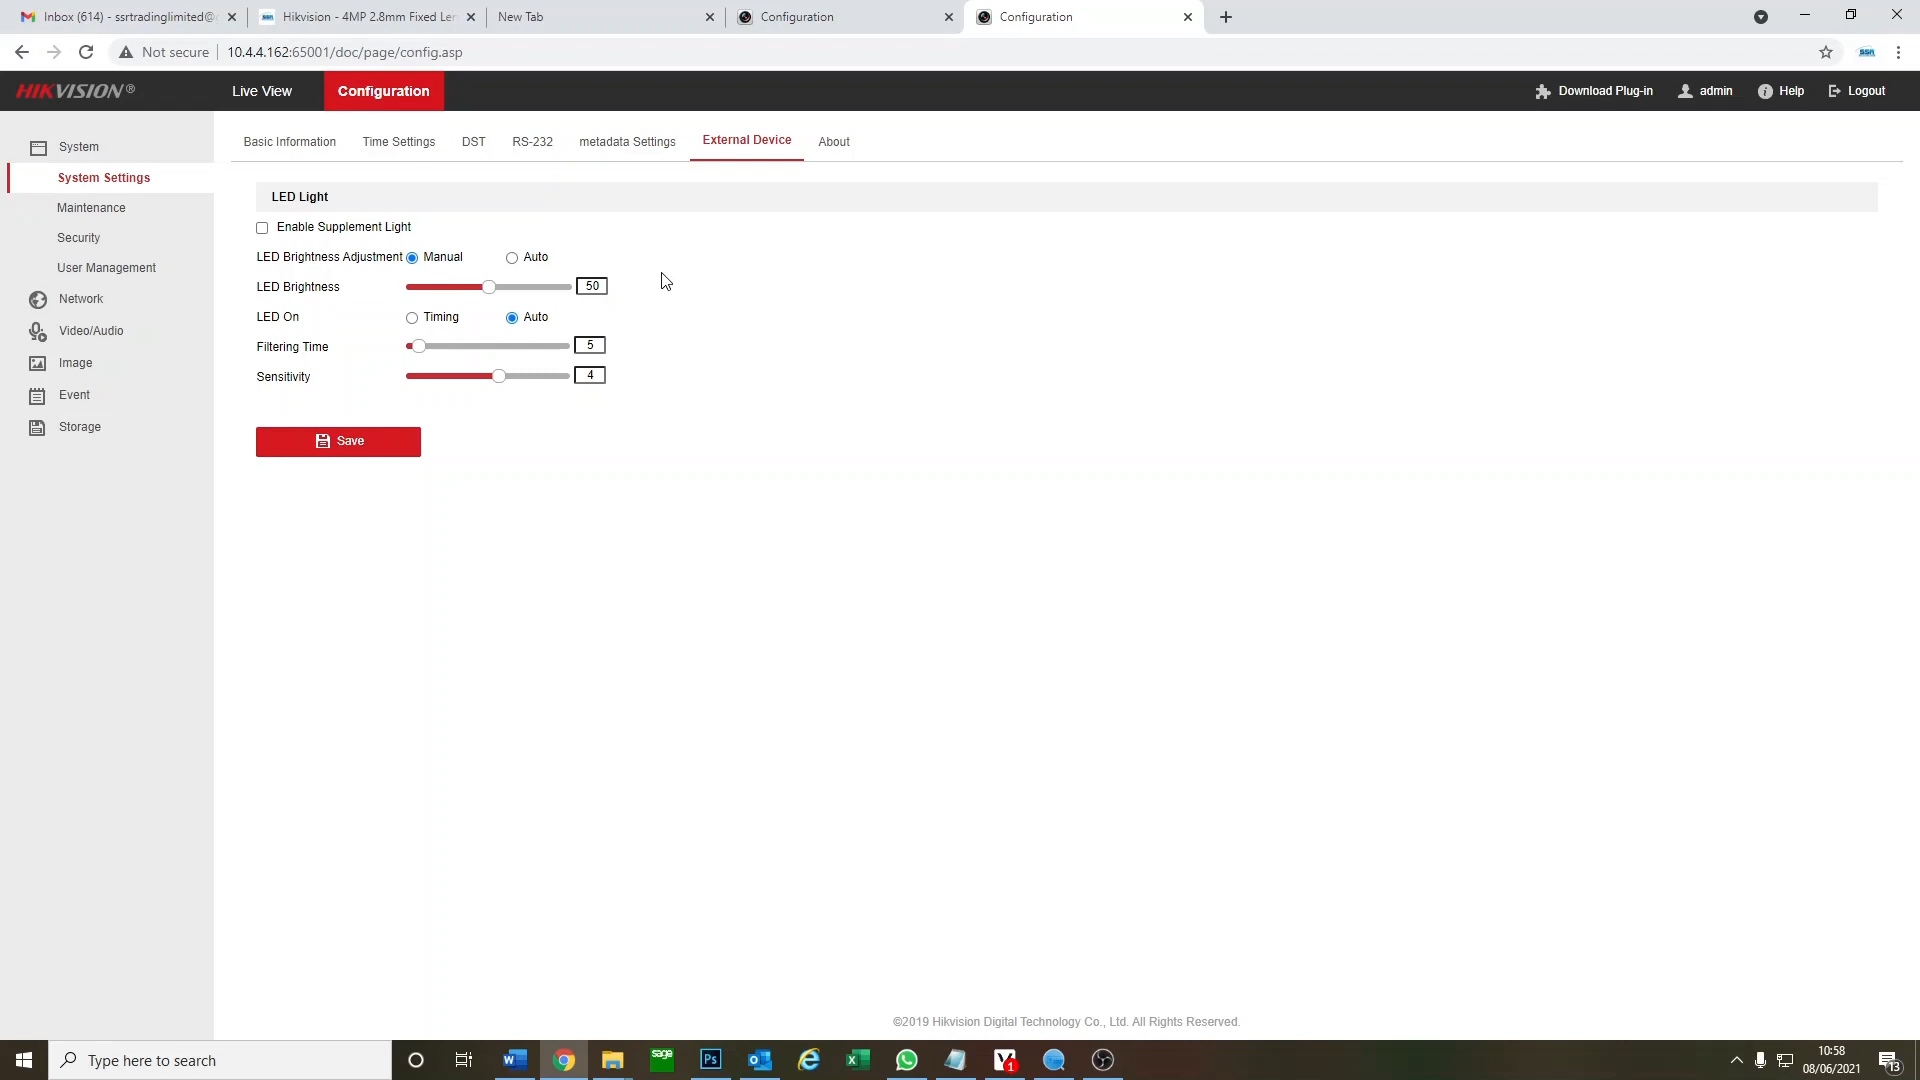 Inbox (614) - ssrtradinglimited@
Hikvision - 4MP 2.8mm Fixed Len
New Tab
Configuration
Configuration
Not secure
10.4.4.162:65001/doc/page/config.asp
SSR
HIKVISION®
Live View
Configuration
Download Plug-in
admin
Help
Logout
System
System Settings
Maintenance
Security
User Management
Network
Video/Audio
Image
Event
Storage
Basic Information
Time Settings
DST
RS-232
metadata Settings
External Device
About
LED Light
Enable Supplement Light
LED Brightness Adjustment
Manual
Auto
LED Brightness
50
LED On
Timing
Auto
Filtering Time
5
Sensitivity
4
Save
©2019 Hikvision Digital Technology Co., Ltd. All Rights Reserved.
Type here to search
sage
Ps
1
10:58
08/06/2021
13